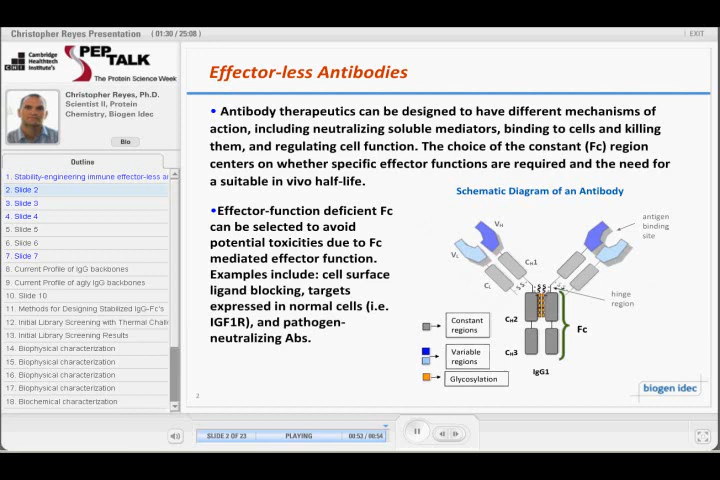 Christopher Reyes Presentation ( 01:30 / 25:08 )
EXIT
Cambridge
Healthtech
CHI Institute's
PEP
TALK
The Protein Science Week
Christopher Reyes, Ph.D.
Scientist II, Protein
Chemistry, Biogen Idec
Bio
Outline
1. Stability-engineering immune effector-less ar
2. Slide 2
3. Slide 3
4. Slide 4
5. Slide 5
6. Slide 6
7. Slide 7
8. Current Profile of IgG backbones
9. Current Profile of agly IgG backbones
10. Slide 10
11 Methods for Designing Stabilized IgG-Fc's
12. Initial Library Screening with Thermal Chall
13. Initial Library Screening Results
14. Biophysical characterization
15. Biophysical characterization
16. Biophysical characterization
17. Biophysical characterization
18. Biochemical characterization
Effector-less Antibodies
• Antibody therapeutics can be designed to have different mechanisms of
action, including neutralizing soluble mediators, binding to cells and killing
them, and regulating cell function. The choice of the constant (Fc) region
centers on whether specific effector functions are required and the need for
a suitable in vivo half-life.
•Effector-function deficient Fc
can be selected to avoid
potential toxicities due to Fc
mediated effector function.
Examples include: cell surface
ligand blocking, targets
expressed in normal cells (i.e.
IGF1R), and pathogen-
neutralizing Abs.
Schematic Diagram of an Antibody
VH
VL
CH1
CL
S S
antigen
binding
site
hinge
region
CH2
CH3
Fc
IgG1
Constant
regions
Variable
regions
Glycosylation
2
biogen idec
SLIDE 2 OF 23
PLAYING
00:53 / 00:54